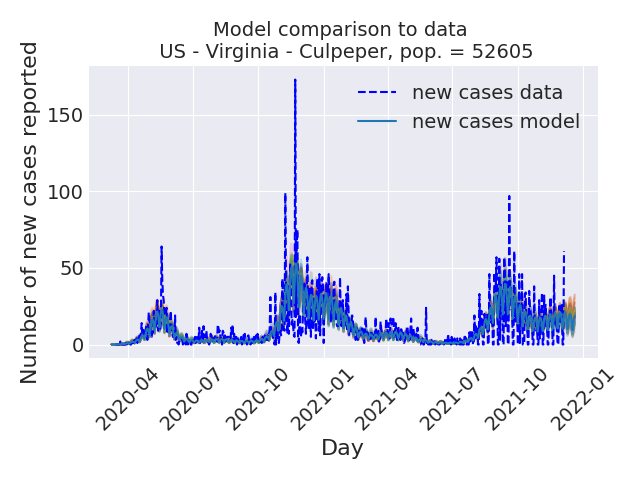 Model comparison to data
US - Virginia - Culpeper, pop. = 52605
new cases data
new cases model
Number of new cases reported
150
100
50
0
2020-04
2020-07
2020-10
2021-01
2021-04
2021-07
2021-10
2022-01
Day